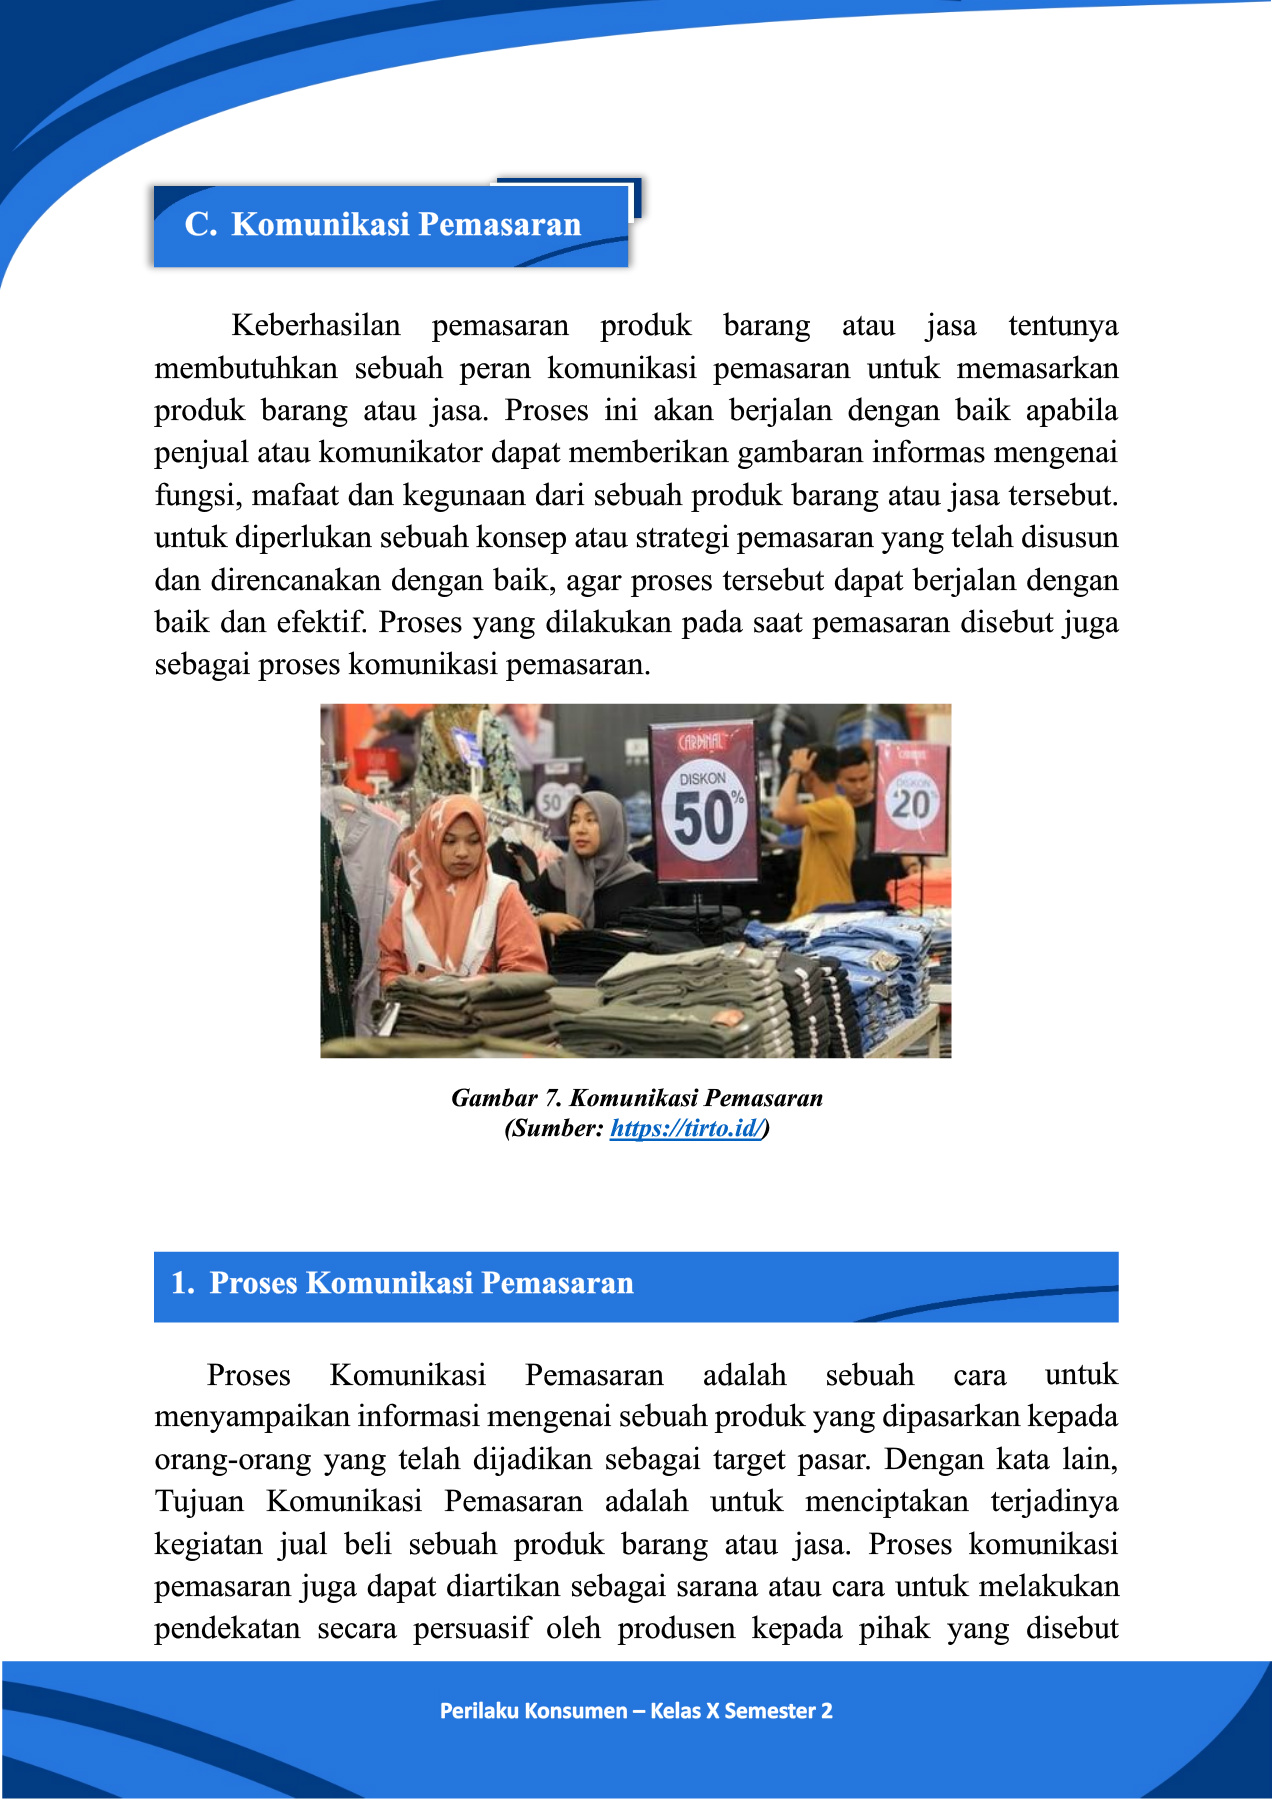 C. Komunikasi Pemasaran
Keberhasilan pemasaran produk barang atau jasa tentunya
membutuhkan sebuah peran komunikasi pemasaran untuk memasarkan
produk barang atau jasa. Proses ini akan berjalan dengan baik apabila
penjual atau komunikator dapat memberikan gambaran informas mengenai
fungsi, mafaat dan kegunaan dari sebuah produk barang atau jasa tersebut.
untuk diperlukan sebuah konsep atau strategi pemasaran yang telah disusun
dan direncanakan dengan baik, agar proses tersebut dapat berjalan dengan
baik dan efektif. Proses yang dilakukan pada saat pemasaran disebut juga
sebagai proses komunikasi pemasaran.
CARDINAL
DISKON
50%
50
DISKON
20%
Gambar 7. Komunikasi Pemasaran
(Sumber: https://tirto.id/)
1. Proses Komunikasi Pemasaran
Proses Komunikasi Pemasaran adalah sebuah cara untuk
menyampaikan informasi mengenai sebuah produk yang dipasarkan kepada
orang-orang yang telah dijadikan sebagai target pasar. Dengan kata lain,
Tujuan Komunikasi Pemasaran adalah untuk menciptakan terjadinya
kegiatan jual beli sebuah produk barang atau jasa. Proses komunikasi
pemasaran juga dapat diartikan sebagai sarana atau cara untuk melakukan
pendekatan secara persuasif oleh produsen kepada pihak yang disebut
Perilaku Konsumen – Kelas X Semester 2